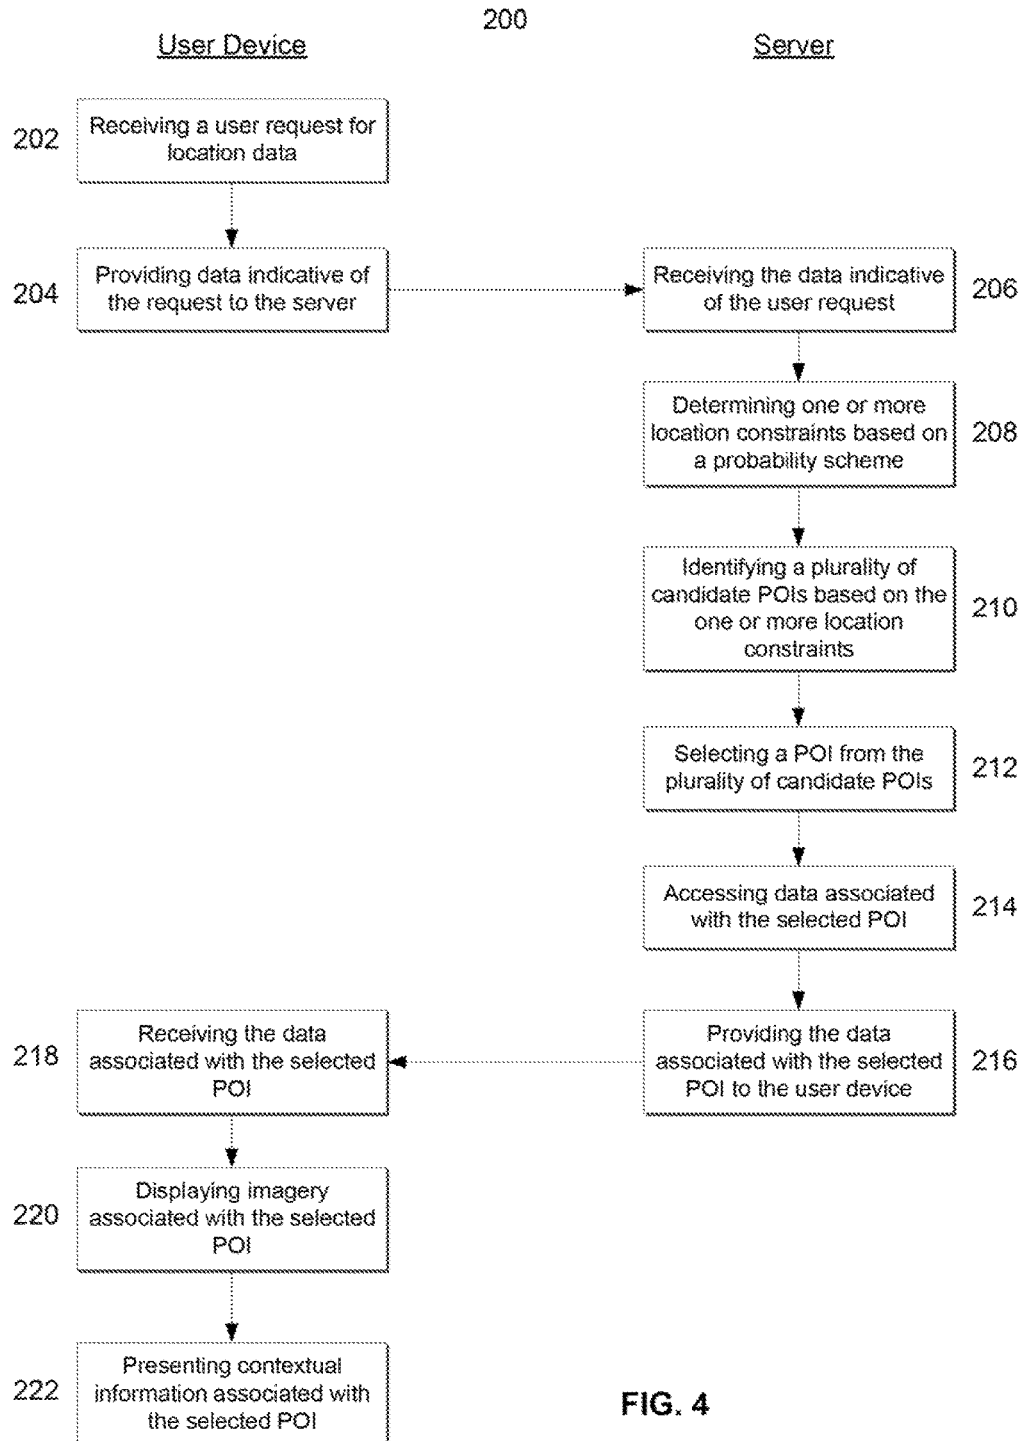 200
User Device
Server
202
Receiving a user request for
location data
204
Providing data indicative of
the request to the server
Receiving the data indicative
of the user request
206
Determining one or more
location constraints based on
a probability scheme
208
Identifying a plurality of
candidate POIs based on the
one or more location
constraints
210
Selecting a POI from the
plurality of candidate POIs
212
Accessing data associated
with the selected POI
214
Providing the data
associated with the selected
POI to the user device
216
218
Receiving the data
associated with the selected
POI
220
Displaying imagery
associated with the selected
POI
222
Presenting contextual
information associated with
the selected POI
FIG. 4